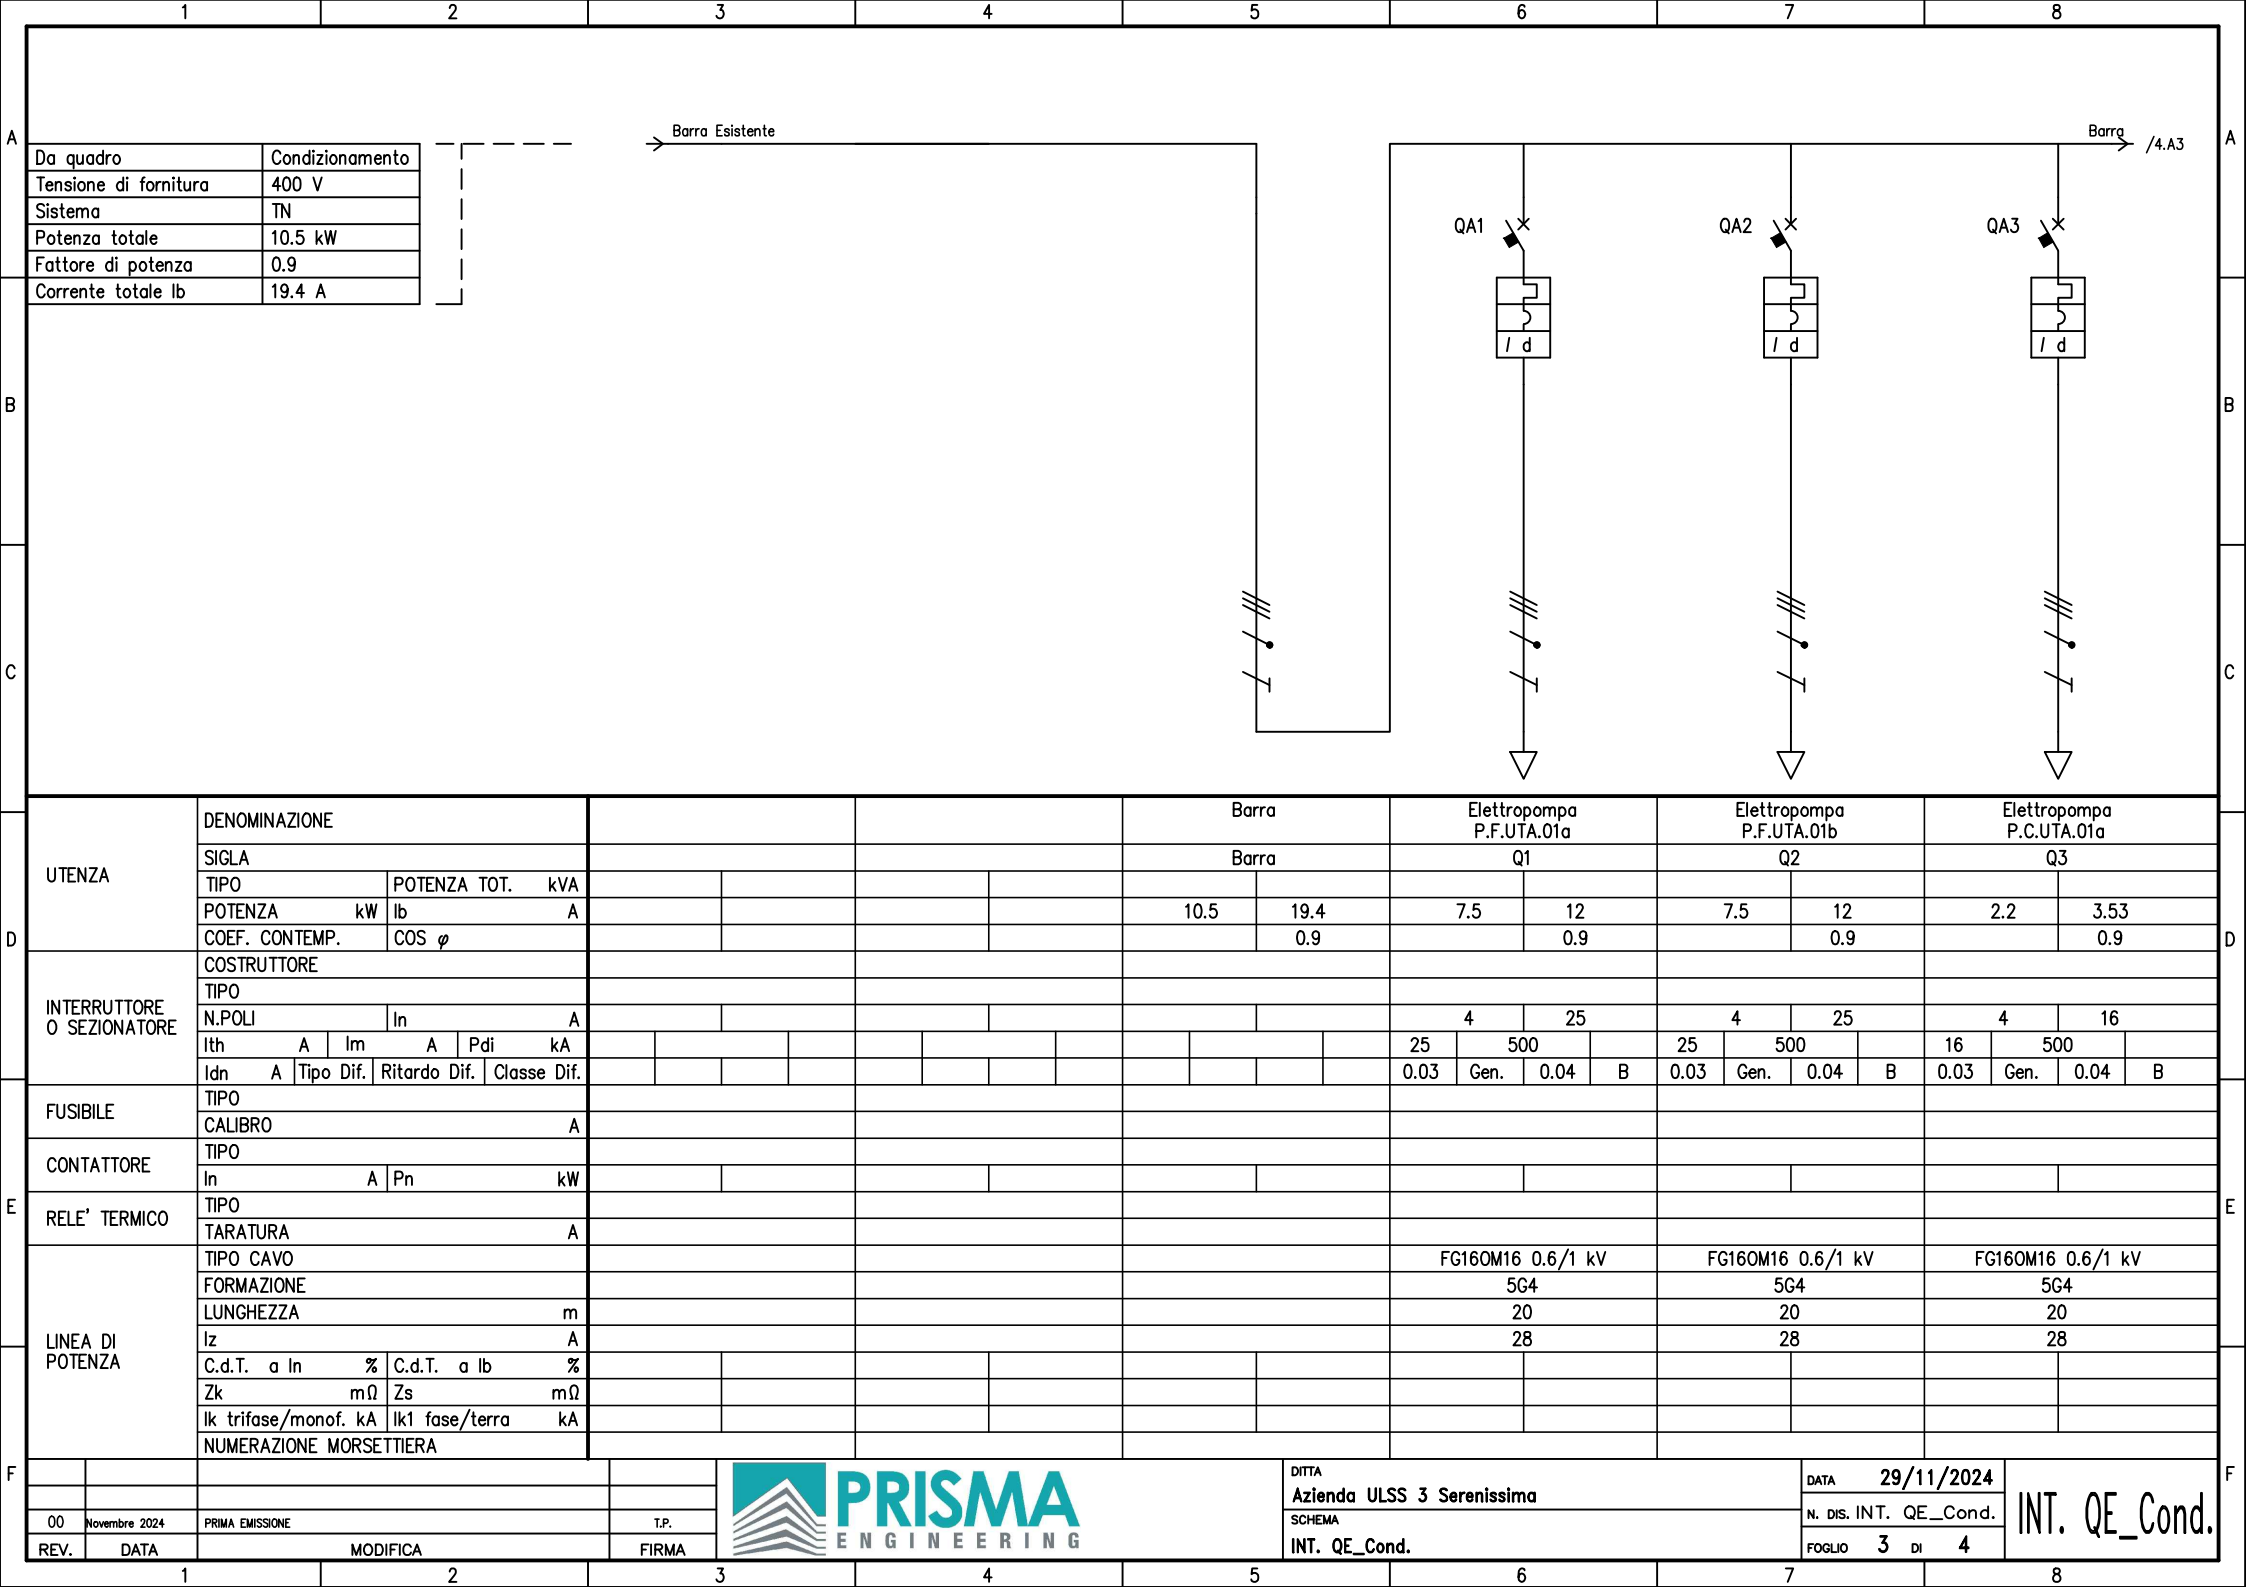 1 2 3 4 5 6 7 8
A Barra Esistente Barra /4.A3 A
Da quadro Condizionamento
Tensione di fornitura 400 V
Sistema TN
Potenza totale 10.5 kW
Fattore di potenza 0.9
Corrente totale Ib 19.4 A
QA1 QA2 QA3
I d I d I d
B B
C C
UTENZA
DENOMINAZIONE Barra Elettropompa Elettropompa Elettropompa
P.F.UTA.01a P.F.UTA.01b P.C.UTA.01a
SIGLA Barra Q1 Q2 Q3
TIPO POTENZA TOT. kVA
POTENZA kW Ib A 10.5 19.4 7.5 12 7.5 12 2.2 3.53
D COEF. CONTEMP. COS φ 0.9 0.9 0.9 0.9 D
INTERRUTTORE
O SEZIONATORE
COSTRUTTORE
TIPO
N.POLI In A 4 25 4 25 4 16
Ith A Im A Pdi kA 25 500 25 500 16 500
Idn A Tipo Dif. Ritardo Dif. Classe Dif. 0.03 Gen. 0.04 B 0.03 Gen. 0.04 B 0.03 Gen. 0.04 B
FUSIBILE
TIPO
CALIBRO A
CONTATTORE
TIPO
In A Pn kW
E RELE' TERMICO E
TIPO
TARATURA A
LINEA DI
POTENZA
TIPO CAVO FG16OM16 0.6/1 kV FG16OM16 0.6/1 kV FG16OM16 0.6/1 kV
FORMAZIONE 5G4 5G4 5G4
LUNGHEZZA m 20 20 20
Iz A 28 28 28
C.d.T. a In % C.d.T. a Ib %
Zk mΩ Zs mΩ
Ik trifase/monof. kA Ik1 fase/terra kA
NUMERAZIONE MORSETTIERA
F F
00 Novembre 2024 PRIMA EMISSIONE T.P.
REV. DATA MODIFICA FIRMA
PRISMA
ENGINEERING
DITTA
Azienda ULSS 3 Serenissima
SCHEMA
INT. QE_Cond.
DATA 29/11/2024
N. DIS. INT. QE_Cond.
FOGLIO 3 DI 4
INT. QE_Cond.
1 2 3 4 5 6 7 8